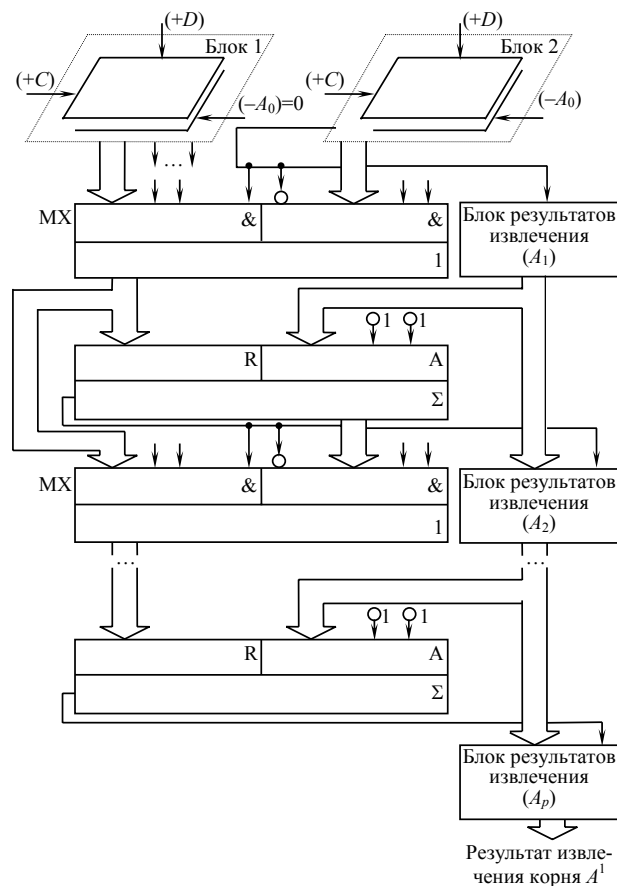 (+D) (+D)
Блок 1 Блок 2
(+C) (+C)
(–A₀)=0 (–A₀)
...
MX & &
1
Блок результатов
извлечения
(A₁)
1 1
R A
Σ
MX & &
1
Блок результатов
извлечения
(A₂)
... ...
1 1
R A
Σ
Блок результатов
извлечения
(Aₚ)
Результат извле-
чения корня A¹